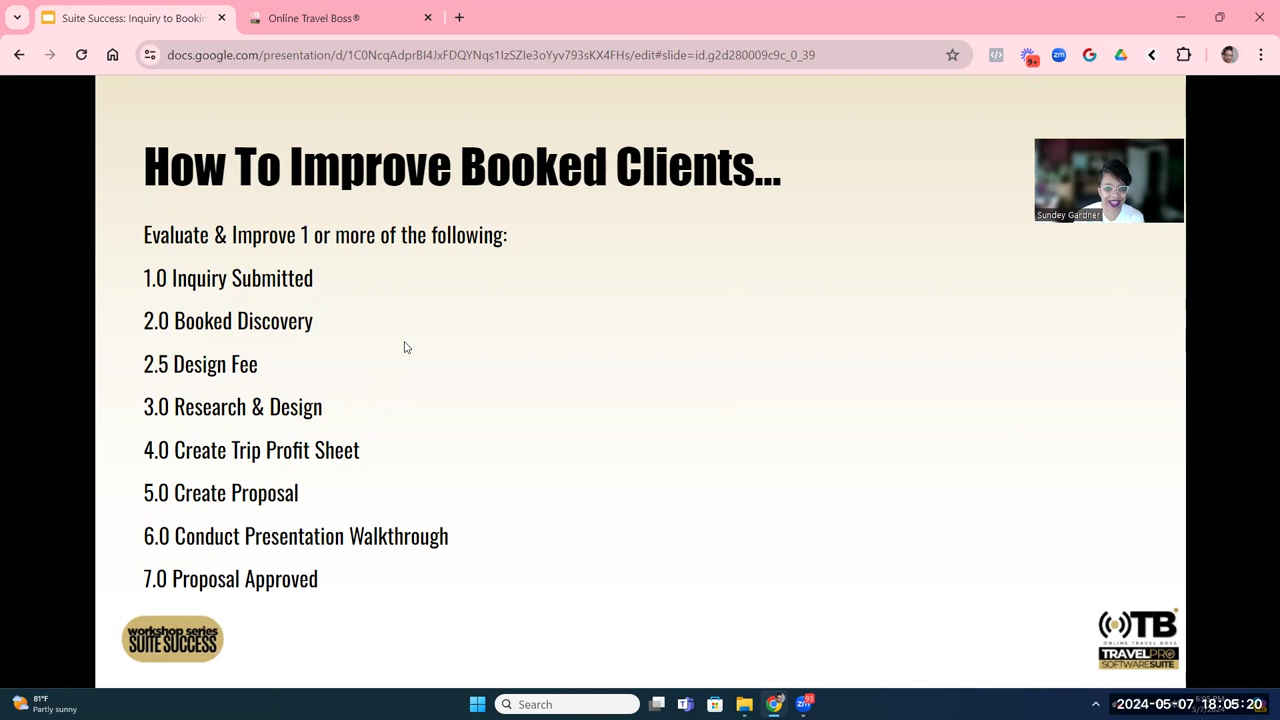 Suite Success: Inquiry to Bookin
Online Travel Boss®
docs.google.com/presentation/d/1C0NcqAdprBI4JxFDQYNqs1IzSZIe3oYyv793sKX4FHs/edit#slide=id.g2d280009c9c_0_39
9+
zm
How To Improve Booked Clients...
Sundey Gardner
Evaluate & Improve 1 or more of the following:
1.0 Inquiry Submitted
2.0 Booked Discovery
2.5 Design Fee
3.0 Research & Design
4.0 Create Trip Profit Sheet
5.0 Create Proposal
6.0 Conduct Presentation Walkthrough
7.0 Proposal Approved
workshop series
SUITE SUCCESS
OTB
ONLINE TRAVEL BOSS
TRAVELPRO
SOFTWARE SUITE
81°F
Partly sunny
Search
2024-05-07 18:05:20